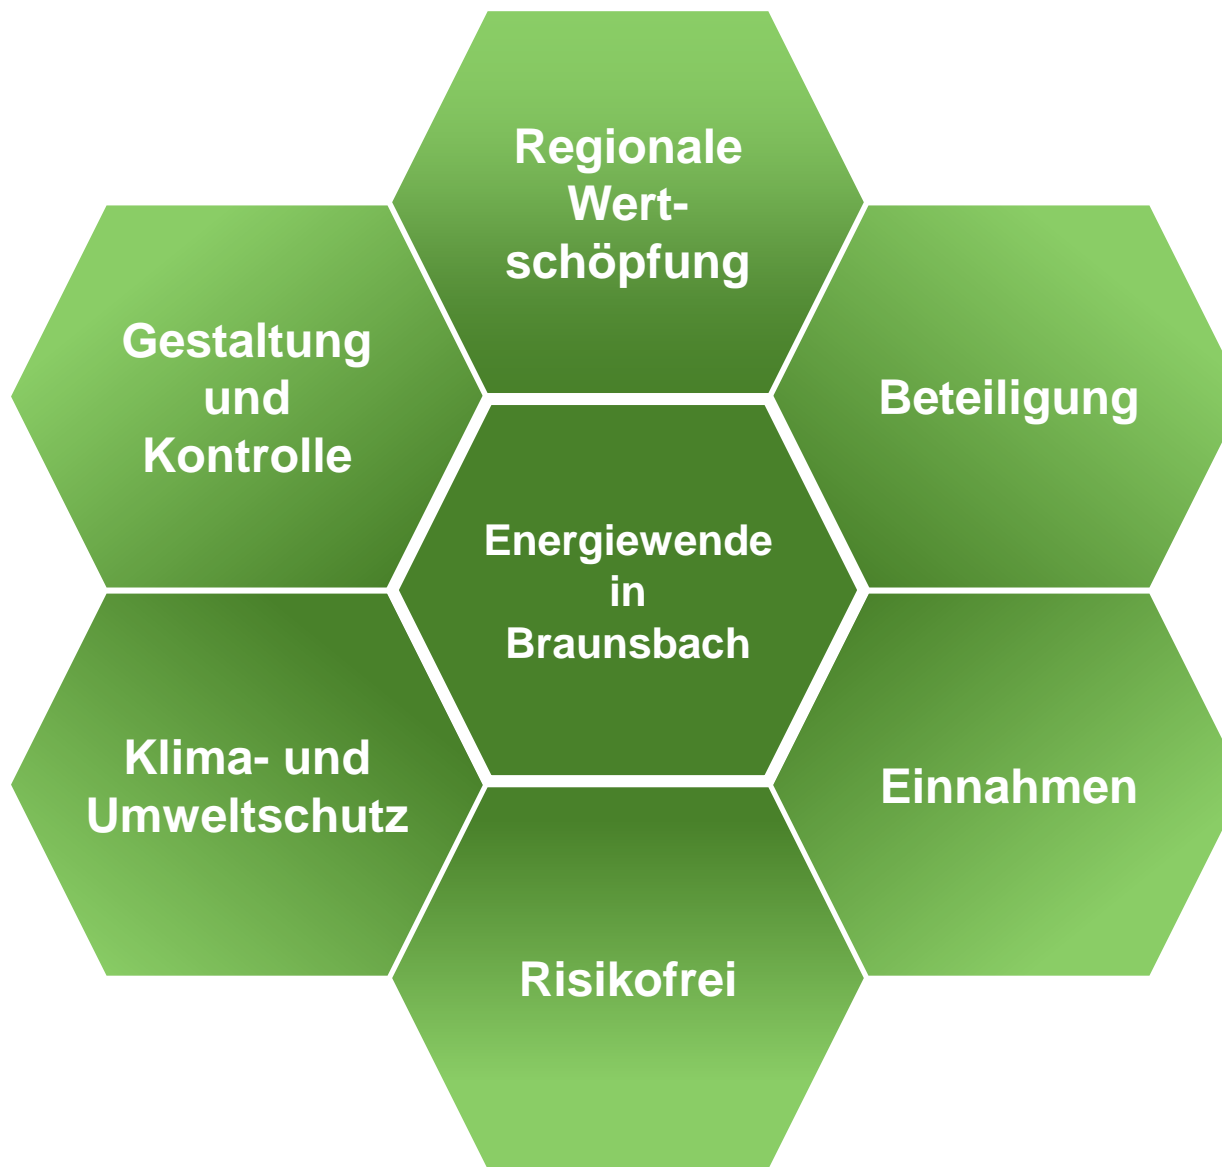 Regionale
Wert-
schöpfung
Gestaltung
und
Kontrolle
Beteiligung
Energiewende
in
Braunsbach
Klima- und
Umweltschutz
Einnahmen
Risikofrei